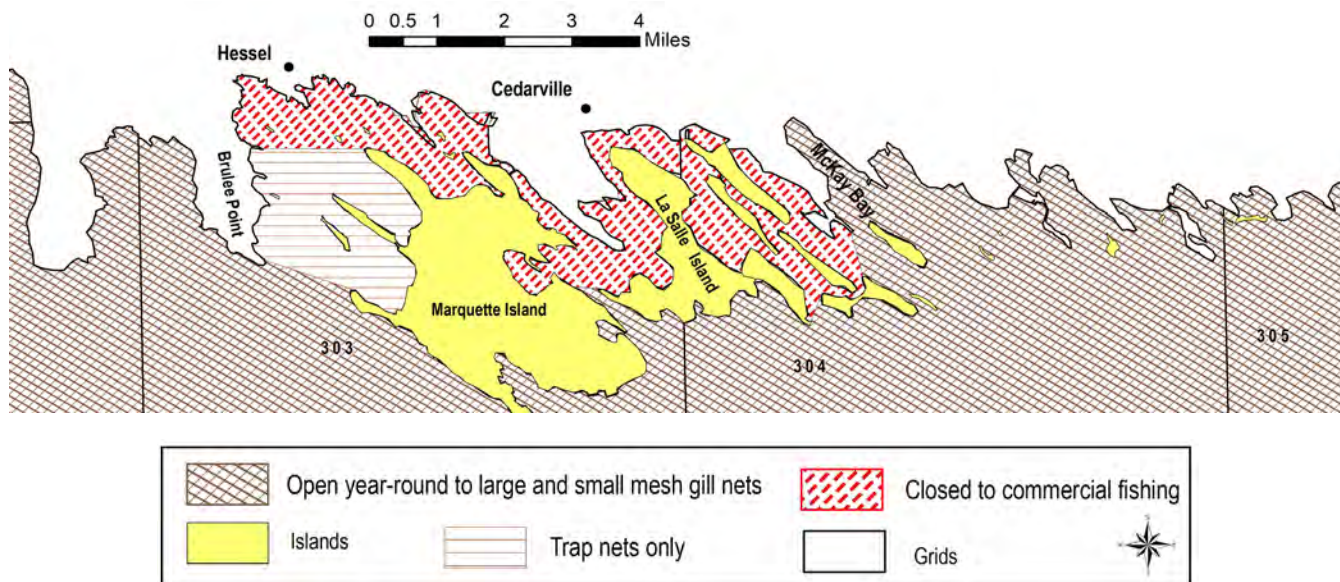 0 0.5 1 2 3 4
Miles
Hessel
Cedarville
Brulee Point
McKay Bay
La Salle Island
Marquette Island
303
304
305
Open year-round to large and small mesh gill nets
Closed to commercial fishing
Islands
Trap nets only
Grids